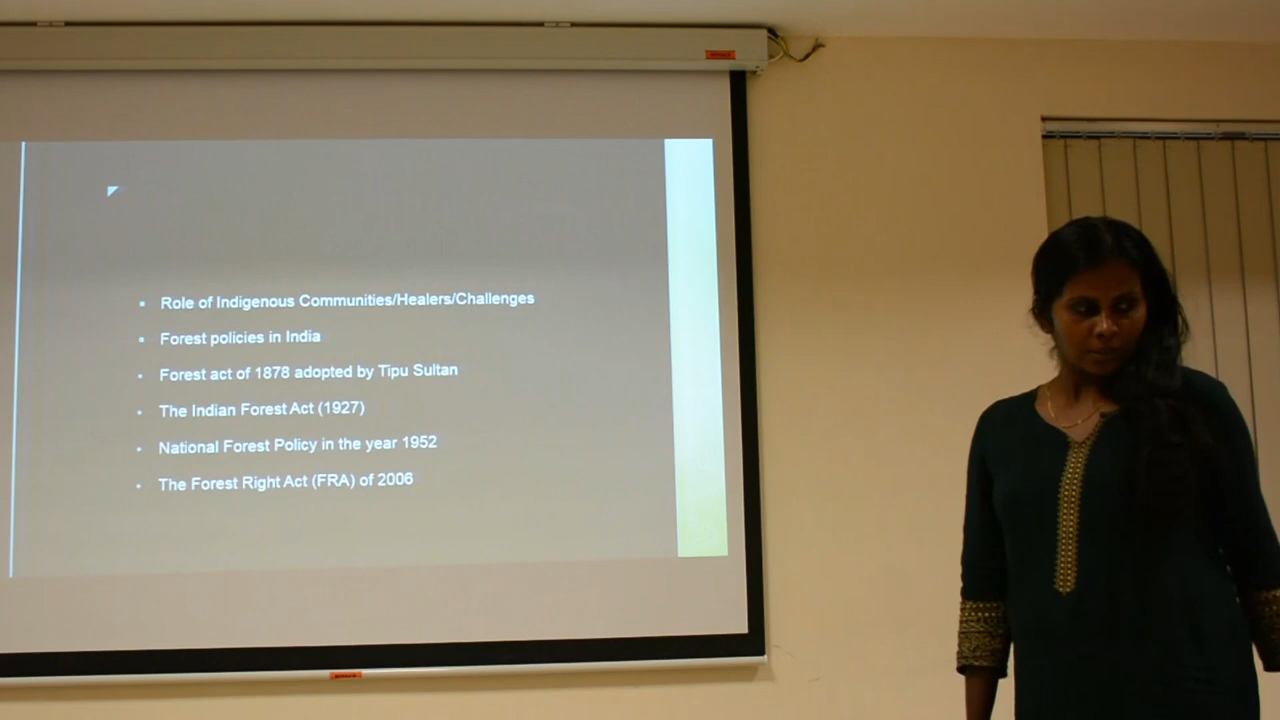 Role of Indigenous Communities/Healers/Challenges
Forest policies in India
Forest act of 1878 adopted by Tipu Sultan
The Indian Forest Act (1927)
National Forest Policy in the year 1952
The Forest Right Act (FRA) of 2006